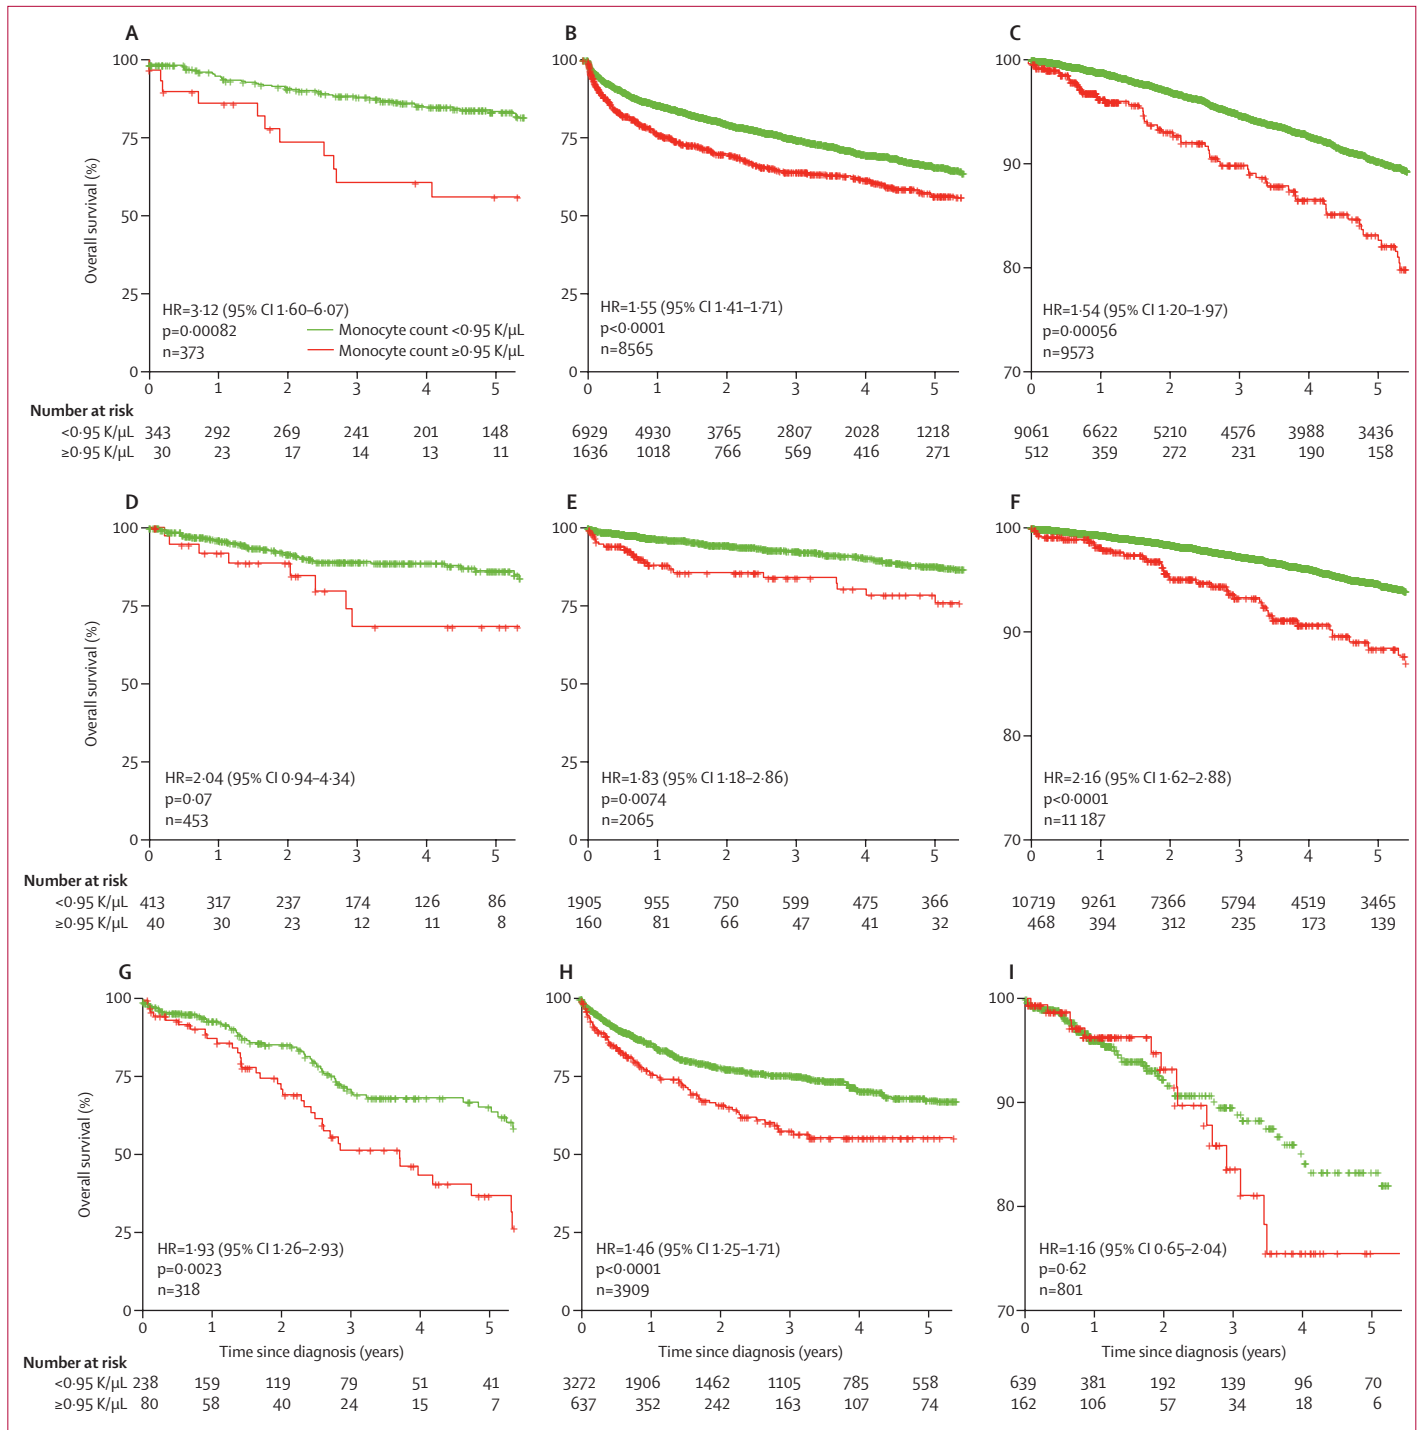 A
B
C
Overall survival (%)
100
75
50
25
0
HR=3·12 (95% CI 1·60–6·07)
p=0·00082
n=373
Monocyte count <0·95 K/µL
Monocyte count ≥0·95 K/µL
0 1 2 3 4 5
100
75
50
25
0
HR=1·55 (95% CI 1·41–1·71)
p<0·0001
n=8565
0 1 2 3 4 5
100
90
80
70
HR=1·54 (95% CI 1·20–1·97)
p=0·00056
n=9573
0 1 2 3 4 5
Number at risk
<0·95 K/µL 343 292 269 241 201 148 6929 4930 3765 2807 2028 1218 9061 6622 5210 4576 3988 3436
≥0·95 K/µL 30 23 17 14 13 11 1636 1018 766 569 416 271 512 359 272 231 190 158
D
E
F
Overall survival (%)
100
75
50
25
0
HR=2·04 (95% CI 0·94–4·34)
p=0·07
n=453
0 1 2 3 4 5
100
75
50
25
0
HR=1·83 (95% CI 1·18–2·86)
p=0·0074
n=2065
0 1 2 3 4 5
100
90
80
70
HR=2·16 (95% CI 1·62–2·88)
p<0·0001
n=11 187
0 1 2 3 4 5
Number at risk
<0·95 K/µL 413 317 237 174 126 86 1905 955 750 599 475 366 10 719 9261 7366 5794 4519 3465
≥0·95 K/µL 40 30 23 12 11 8 160 81 66 47 41 32 468 394 312 235 173 139
G
H
I
Overall survival (%)
100
75
50
25
0
HR=1·93 (95% CI 1·26–2·93)
p=0·0023
n=318
0 1 2 3 4 5
Time since diagnosis (years)
100
75
50
25
0
HR=1·46 (95% CI 1·25–1·71)
p<0·0001
n=3909
0 1 2 3 4 5
Time since diagnosis (years)
100
90
80
70
HR=1·16 (95% CI 0·65–2·04)
p=0·62
n=801
0 1 2 3 4 5
Time since diagnosis (years)
Number at risk
<0·95 K/µL 238 159 119 79 51 41 3272 1906 1462 1105 785 558 639 381 192 139 96 70
≥0·95 K/µL 80 58 40 24 15 7 637 352 242 163 107 74 162 106 57 34 18 6